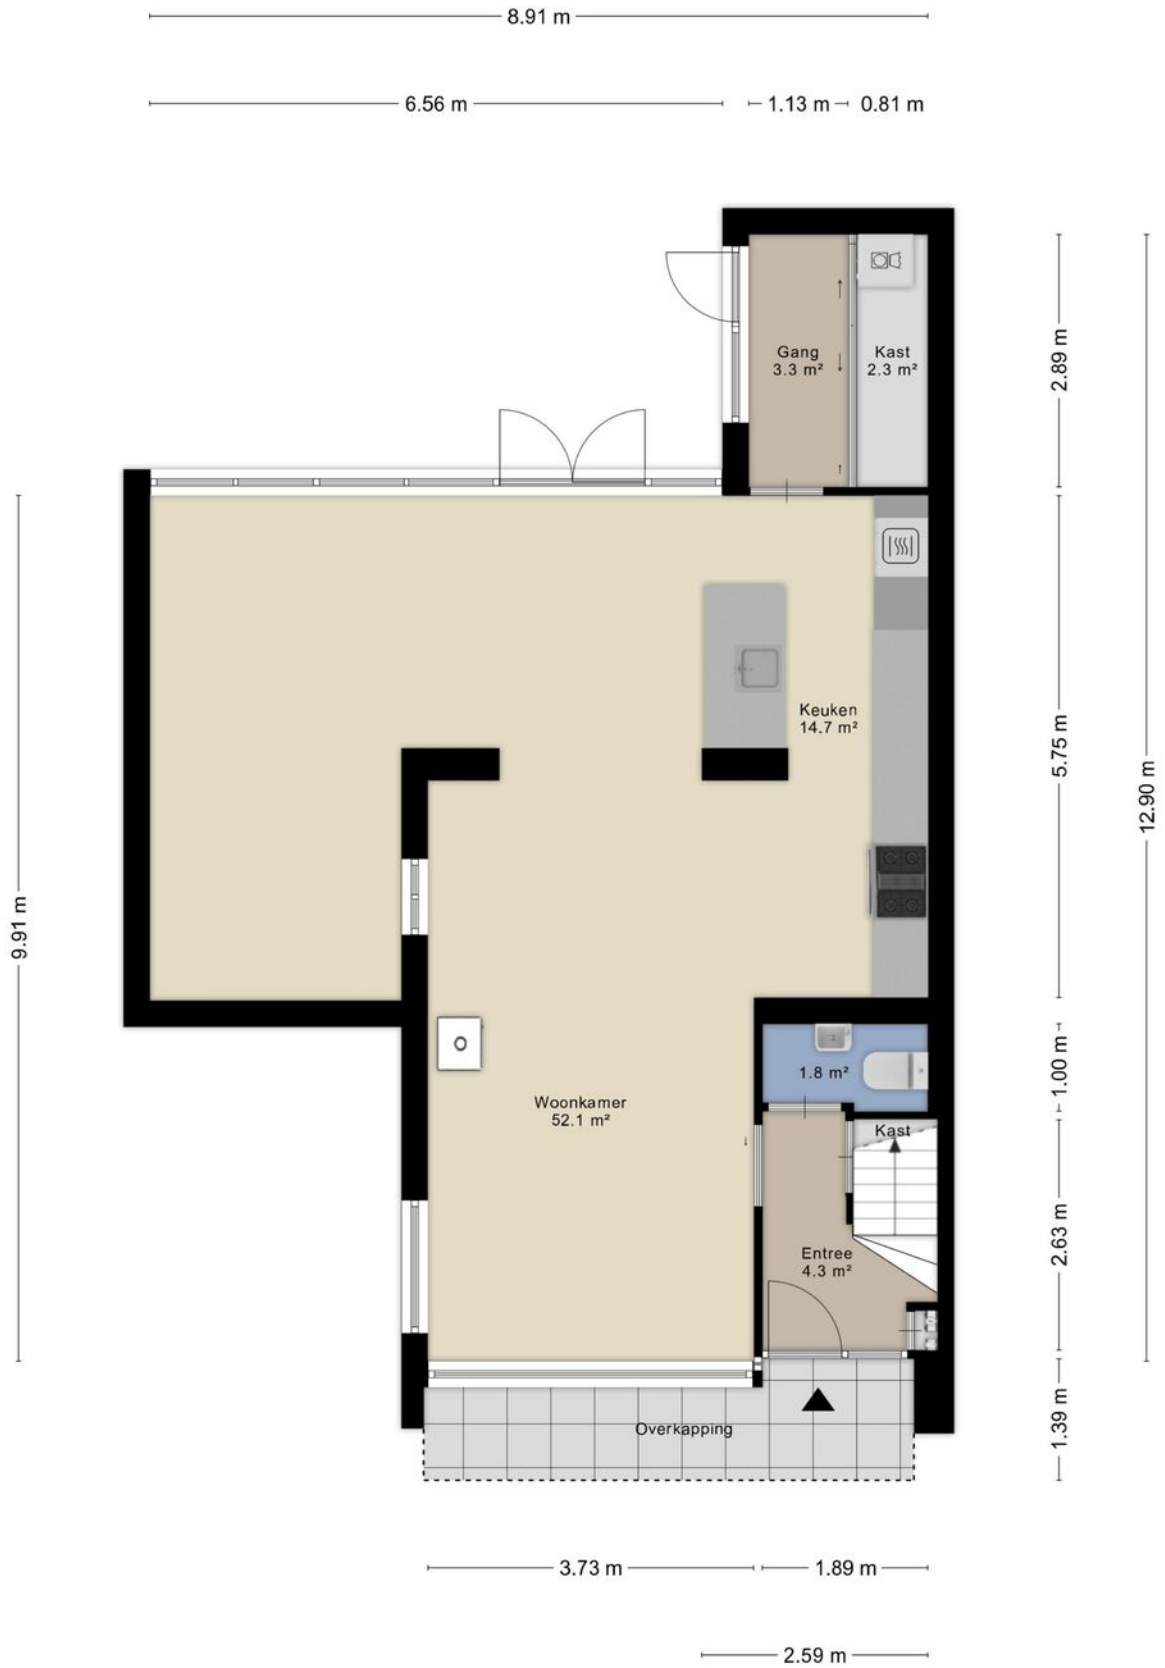 8.91 m
6.56 m
1.13 m
0.81 m
Gang
3.3 m²
Kast
2.3 m²
2.89 m
Keuken
14.7 m²
5.75 m
12.90 m
9.91 m
1.8 m²
1.00 m
Woonkamer
52.1 m²
Kast
2.63 m
Entree
4.3 m²
Overkapping
1.39 m
3.73 m
1.89 m
2.59 m